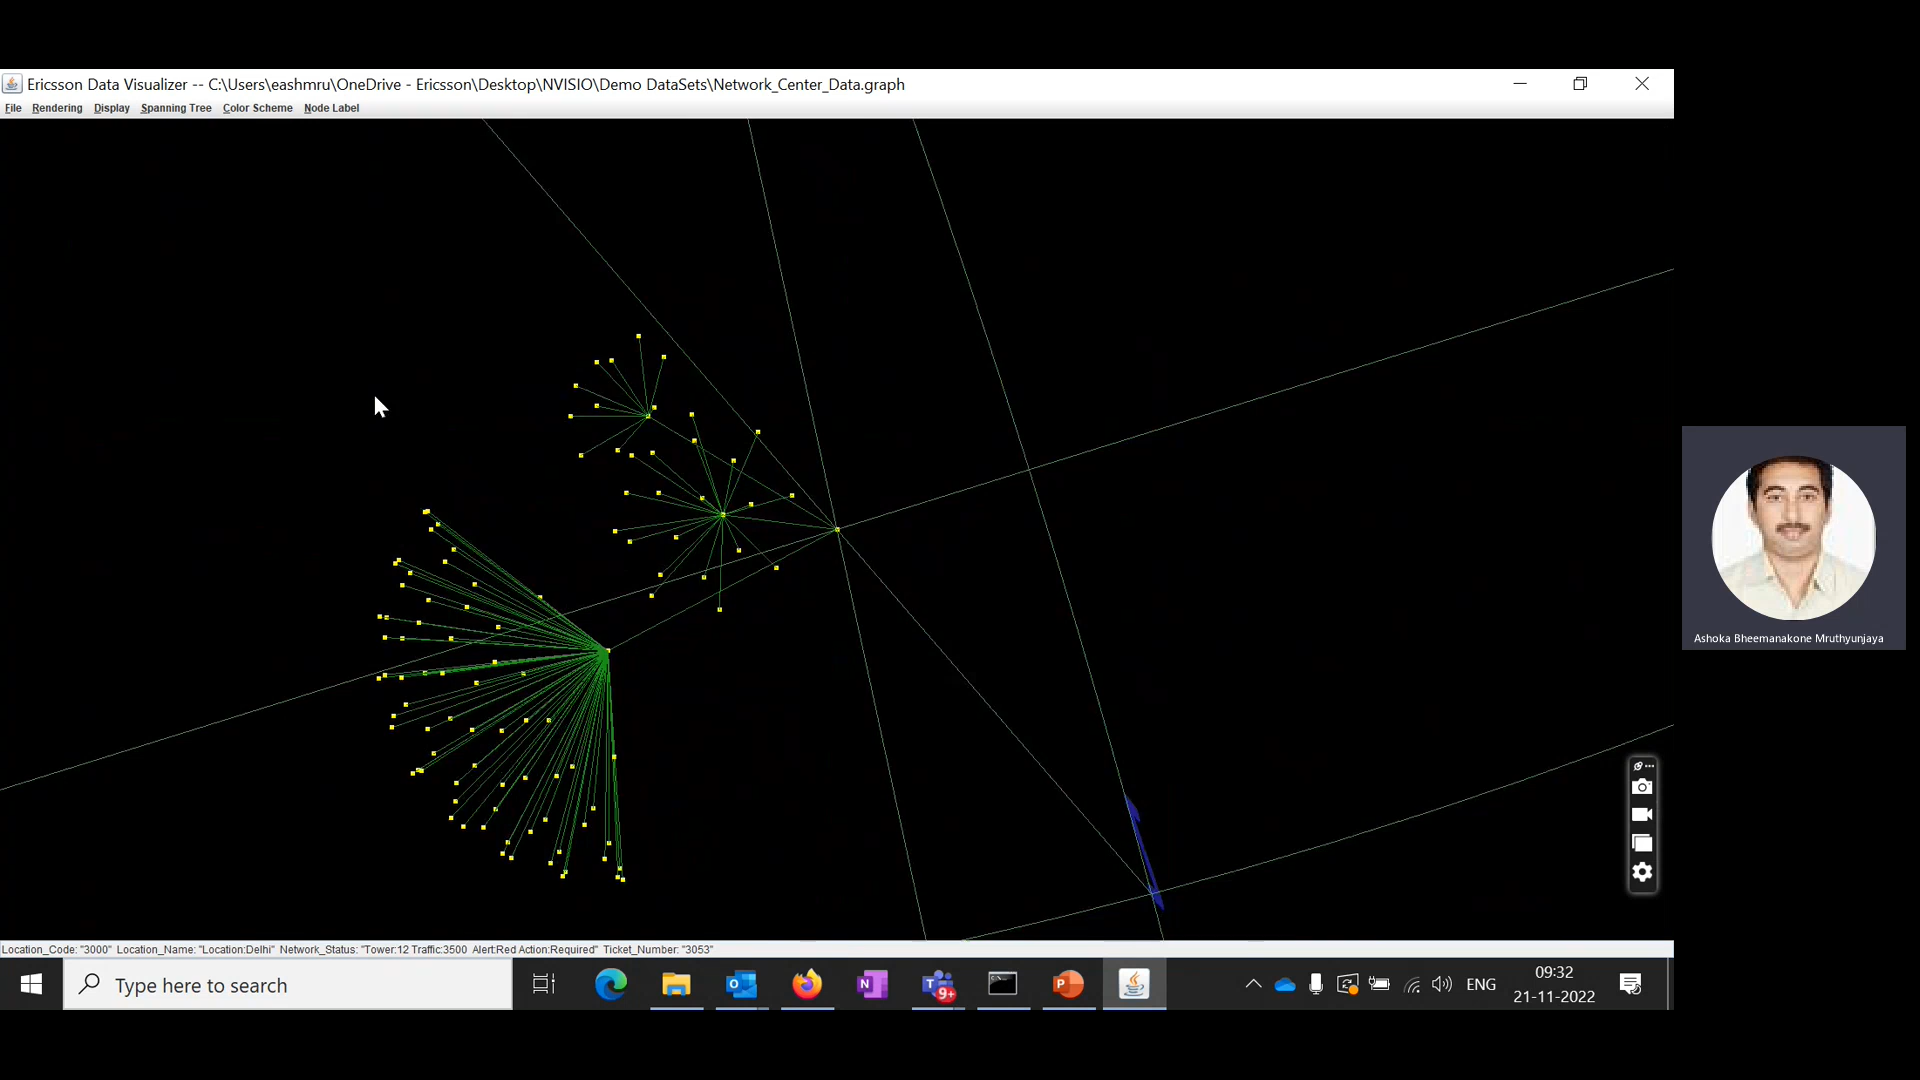 Ericsson Data Visualizer -- C:\Users\eashmru\OneDrive - Ericsson\Desktop\NVISIO\Demo DataSets\Network_Center_Data.graph
File Rendering Display Spanning Tree Color Scheme Node Label
Ashoka Bheemanakone Mruthyunjaya
Location_Code: "3000" Location_Name: "Location:Delhi" Network_Status: "Tower:12 Traffic:3500 Alert:Red Action:Required" Ticket_Number: "3053"
Type here to search
9+
ENG
09:32
21-11-2022